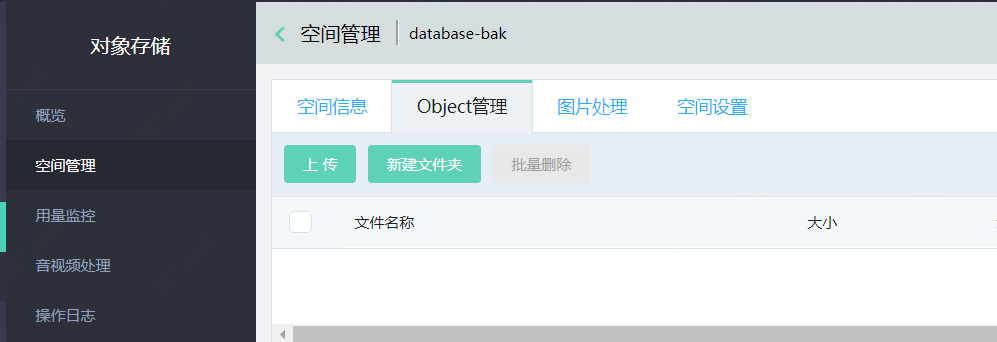 对象存储
概览
空间管理
用量监控
音视频处理
操作日志
空间管理 database-bak
空间信息 Object管理 图片处理 空间设置
上 传 新建文件夹 批量删除
文件名称 大小